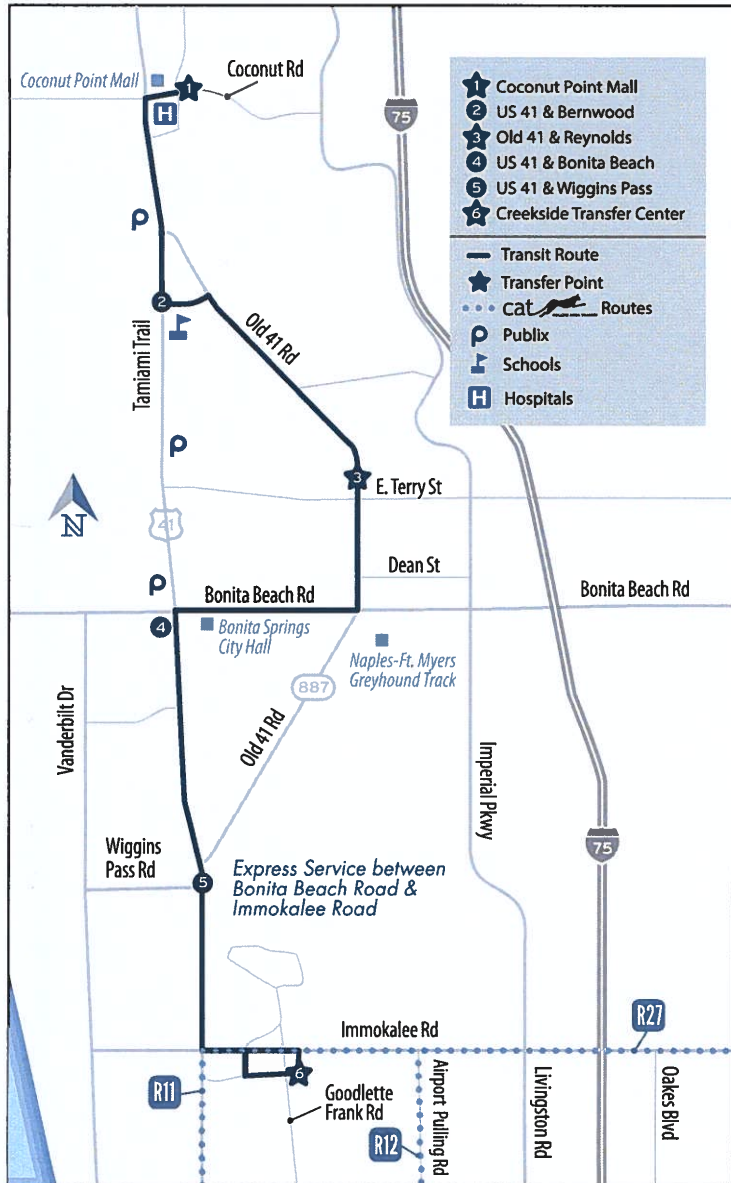 Coconut Point Mall
1
Coconut Rd
H
75
1 Coconut Point Mall
2 US 41 & Bernwood
3 Old 41 & Reynolds
4 US 41 & Bonita Beach
5 US 41 & Wiggins Pass
6 Creekside Transfer Center
Transit Route
Transfer Point
cat Routes
P Publix
Schools
H Hospitals
P
2
Tamiami Trail
Old 41 Rd
P
3
E. Terry St
N
41
Dean St
P
Bonita Beach Rd
Bonita Beach Rd
4
Bonita Springs
City Hall
Naples-Ft. Myers
Greyhound Track
887
Vanderbilt Dr
Old 41 Rd
Imperial Pkwy
75
Wiggins
Pass Rd
5
Express Service between
Bonita Beach Road &
Immokalee Road
Immokalee Rd
R27
6
R11
Goodlette
Frank Rd
R12
Airport Pulling Rd
Livingston Rd
Oakes Blvd